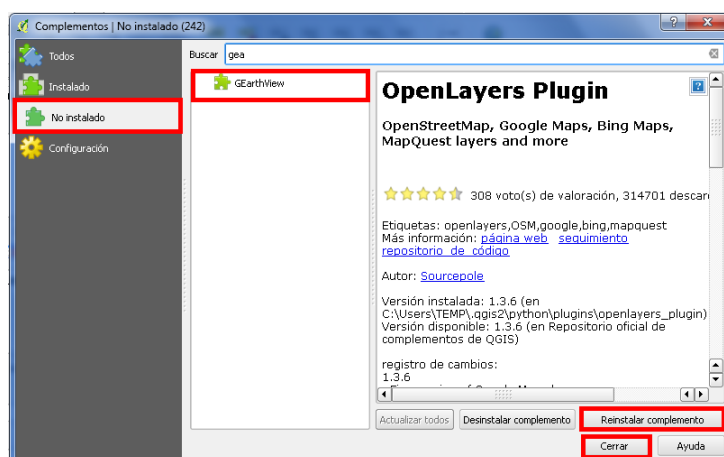 Complementos | No instalado (242)
Todos
Instalado
No instalado
Configuración
Buscar gea
GEarthView
OpenLayers Plugin
OpenStreetMap, Google Maps, Bing Maps,
MapQuest layers and more
308 voto(s) de valoración, 314701 descar
Etiquetas: openlayers,OSM,google,bing,mapquest
Más información: página web seguimiento
repositorio de código
Autor: Sourcepole
Versión instalada: 1.3.6 (en
C:\Users\TEMP\.qgis2\python\plugins\openlayers_plugin)
Versión disponible: 1.3.6 (en Repositorio oficial de
complementos de QGIS)
registro de cambios:
1.3.6
Actualizar todos Desinstalar complemento Reinstalar complemento
Cerrar Ayuda